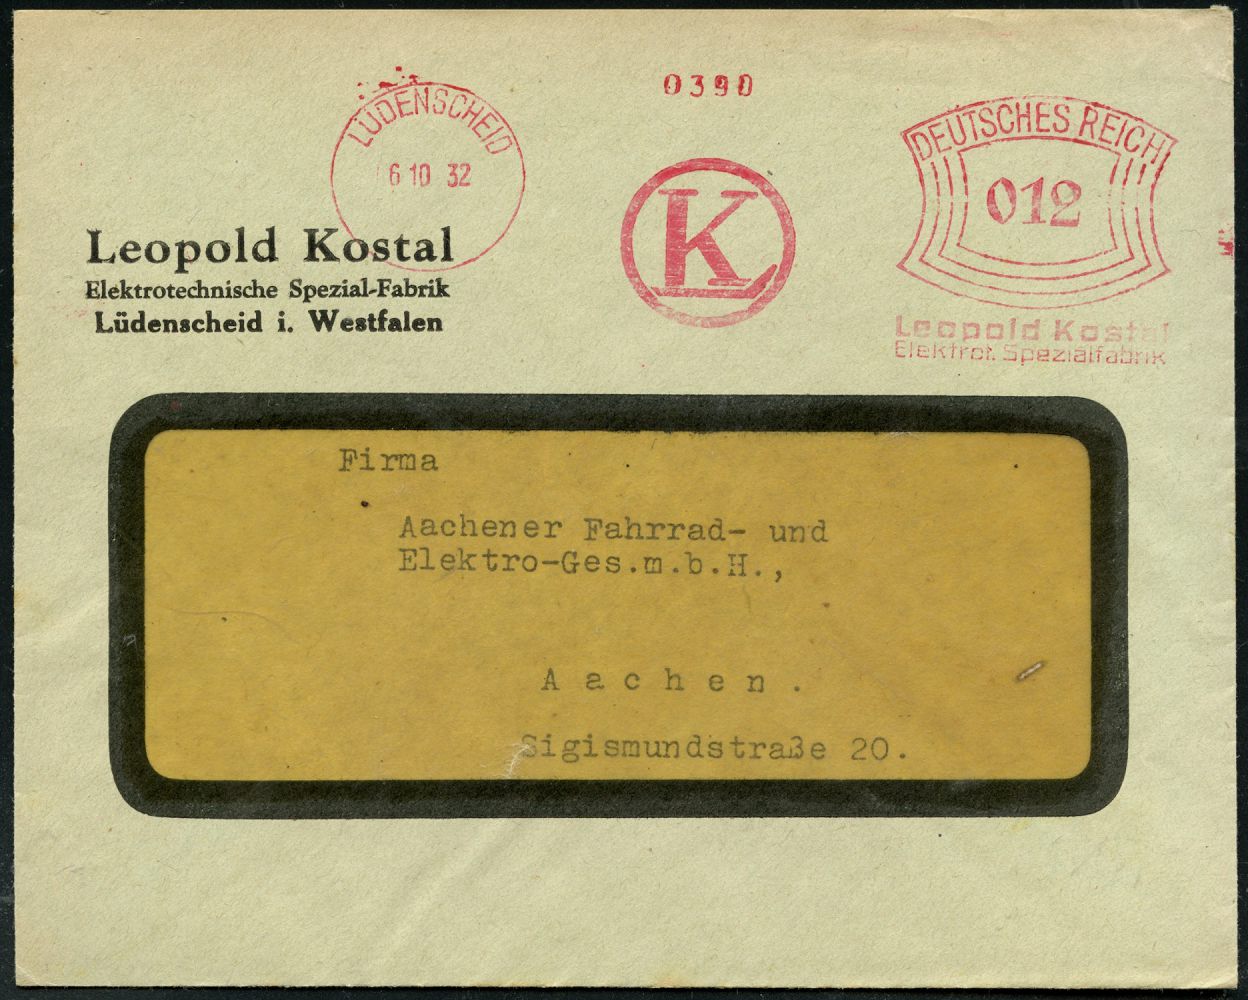 0390
LÜDENSCHEID
6 10 32
K
DEUTSCHES REICH
012
Leopold Kostal
Elektrotechnische Spezial-Fabrik
Lüdenscheid i. Westfalen
Leopold Kostal
Elektrot. Spezialfabrik
Firma
Aachener Fahrrad- und
Elektro-Ges.m.b.H.,
Aachen.
Sigismundstraße 20.